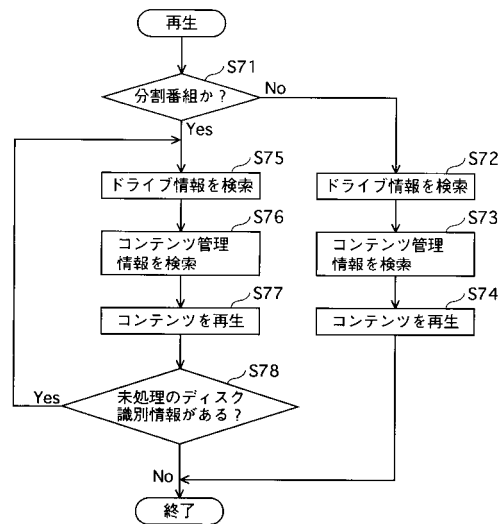 再生
S71
分割番組か？
No
Yes
S75
ドライブ情報を検索
S76
コンテンツ管理
情報を検索
S77
コンテンツを再生
S78
未処理のディスク
識別情報がある？
Yes
No
S72
ドライブ情報を検索
S73
コンテンツ管理
情報を検索
S74
コンテンツを再生
終了